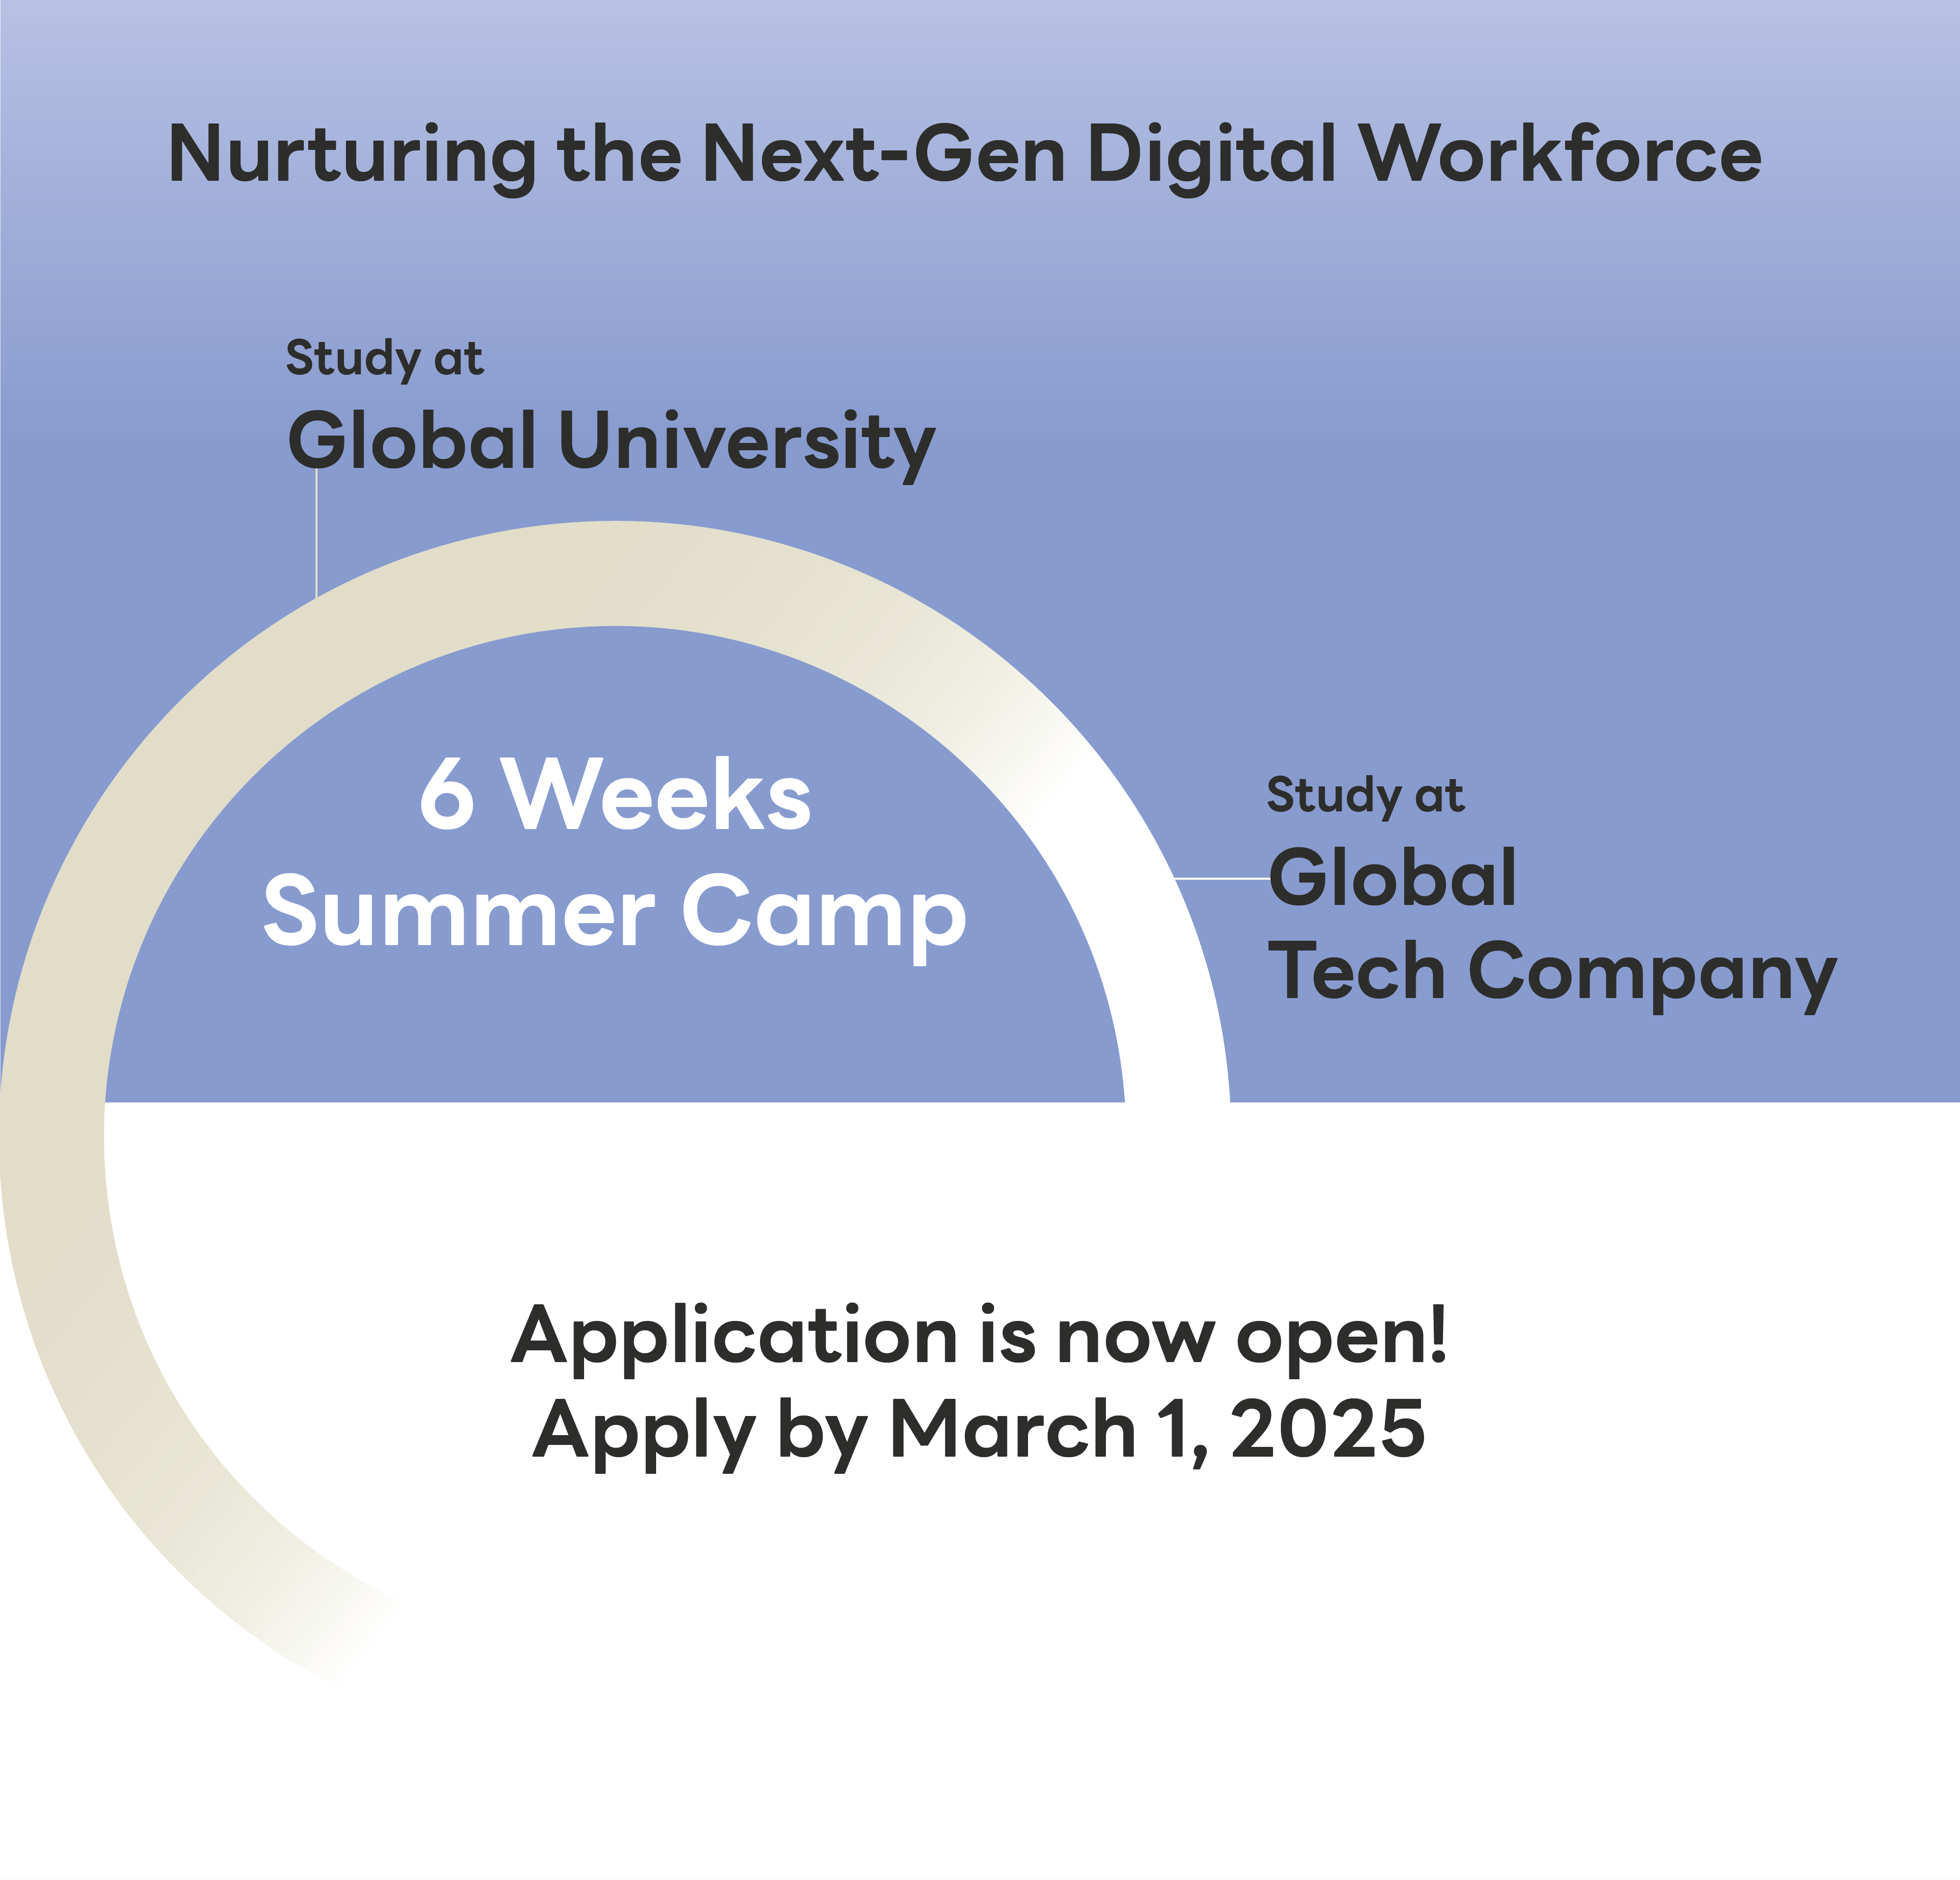 Nurturing the Next-Gen Digital Workforce
Study at
Global University
6 Weeks
Summer Camp
Study at
Global
Tech Company
Application is now open!
Apply by March 1, 2025